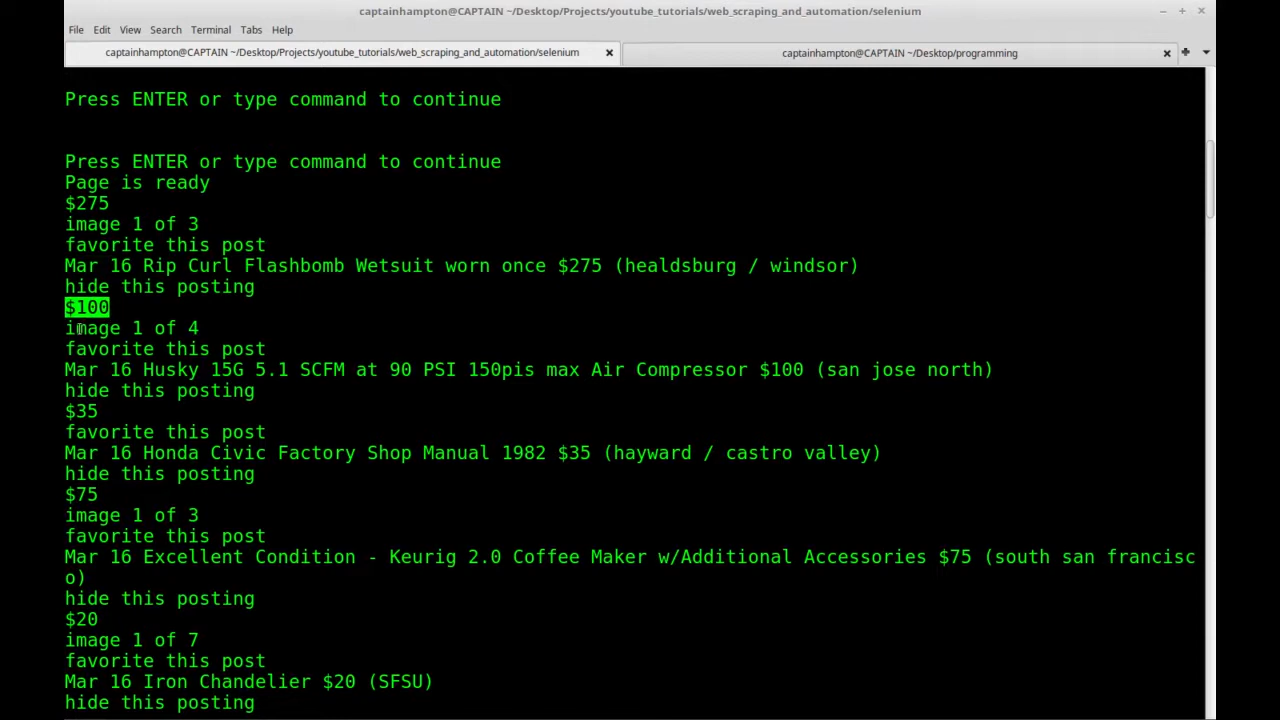 captainhampton@CAPTAIN ~/Desktop/Projects/youtube_tutorials/web_scraping_and_automation/selenium
File Edit View Search Terminal Tabs Help
captainhampton@CAPTAIN ~/Desktop/Projects/youtube_tutorials/web_scraping_and_automation/selenium captainhampton@CAPTAIN ~/Desktop/programming
Press ENTER or type command to continue
Press ENTER or type command to continue
Page is ready
$275
image 1 of 3
favorite this post
Mar 16 Rip Curl Flashbomb Wetsuit worn once $275 (healdsburg / windsor)
hide this posting
$100
image 1 of 4
favorite this post
Mar 16 Husky 15G 5.1 SCFM at 90 PSI 150pis max Air Compressor $100 (san jose north)
hide this posting
$35
favorite this post
Mar 16 Honda Civic Factory Shop Manual 1982 $35 (hayward / castro valley)
hide this posting
$75
image 1 of 3
favorite this post
Mar 16 Excellent Condition - Keurig 2.0 Coffee Maker w/Additional Accessories $75 (south san francisc
o)
hide this posting
$20
image 1 of 7
favorite this post
Mar 16 Iron Chandelier $20 (SFSU)
hide this posting